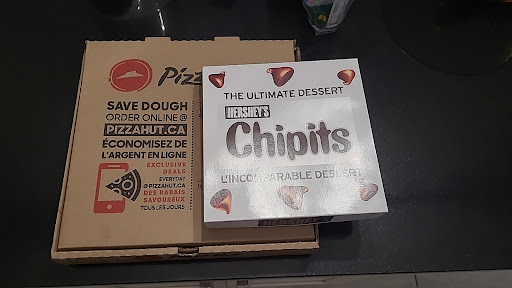 Pizz
SAVE DOUGH
ORDER ONLINE @
PIZZAHUT.CA
ÉCONOMISEZ DE
L'ARGENT EN LIGNE
EXCLUSIVE
DEALS
EVERYDAY
@PIZZAHUT.CA
DES RABAIS
SAVOUREUX
TOUS LES JOURS
THE ULTIMATE DESSERT
HERSHEY'S
Chipits
L'INCOMPARABLE DESSERT
HERSHEY'S